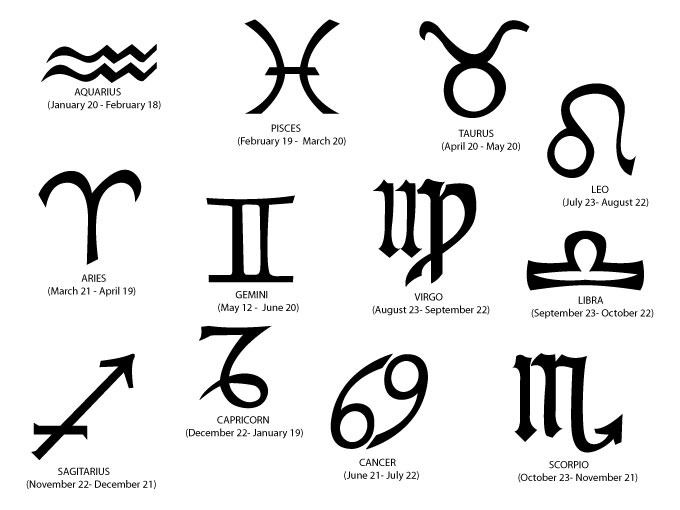 AQUARIUS
(January 20 - February 18)
PISCES
(February 19 -  March 20)
TAURUS
(April 20 - May 20)
LEO
(July 23- August 22)
ARIES
(March 21 - April 19)
GEMINI
(May 12 -  June 20)
VIRGO
(August 23- September 22)
LIBRA
(September 23- October 22)
SAGITARIUS
(November 22- December 21)
CAPRICORN
(December 22- January 19)
CANCER
(June 21- July 22)
SCORPIO
(October 23- November 21)